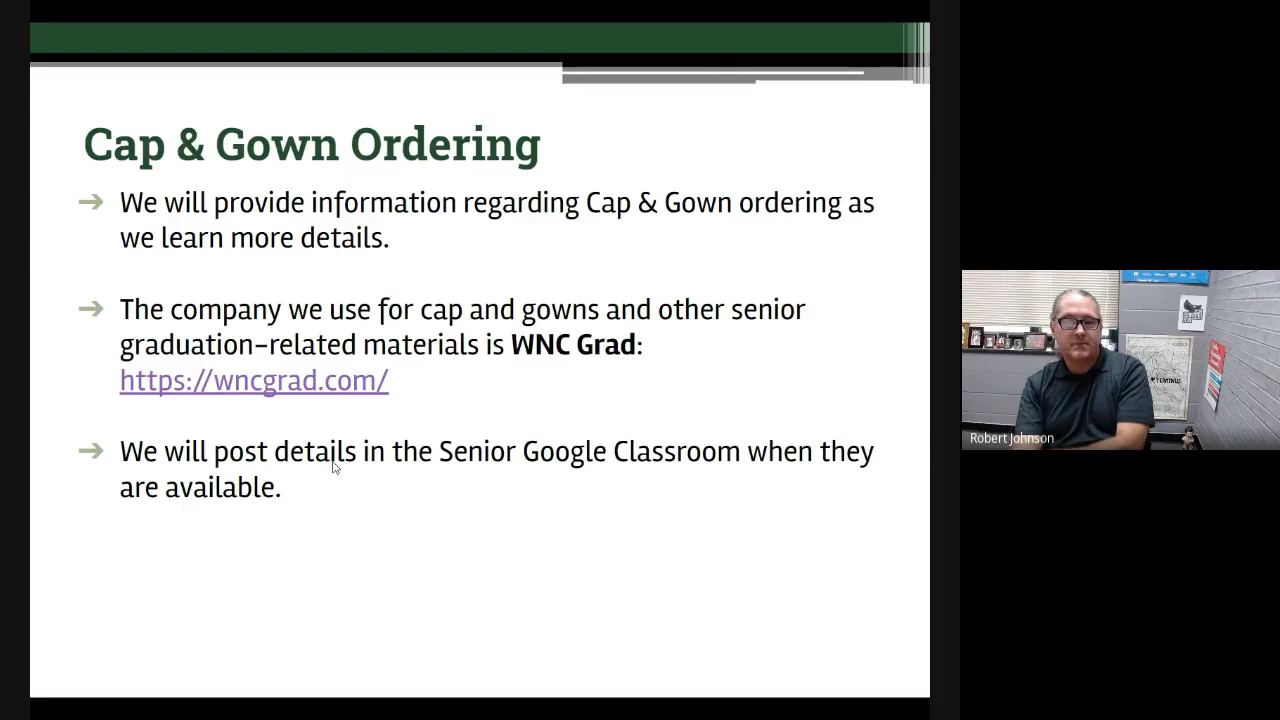 Cap & Gown Ordering
➔ We will provide information regarding Cap & Gown ordering as
we learn more details.
➔ The company we use for cap and gowns and other senior
graduation-related materials is WNC Grad:
https://wncgrad.com/
➔ We will post details in the Senior Google Classroom when they
are available.
Robert Johnson